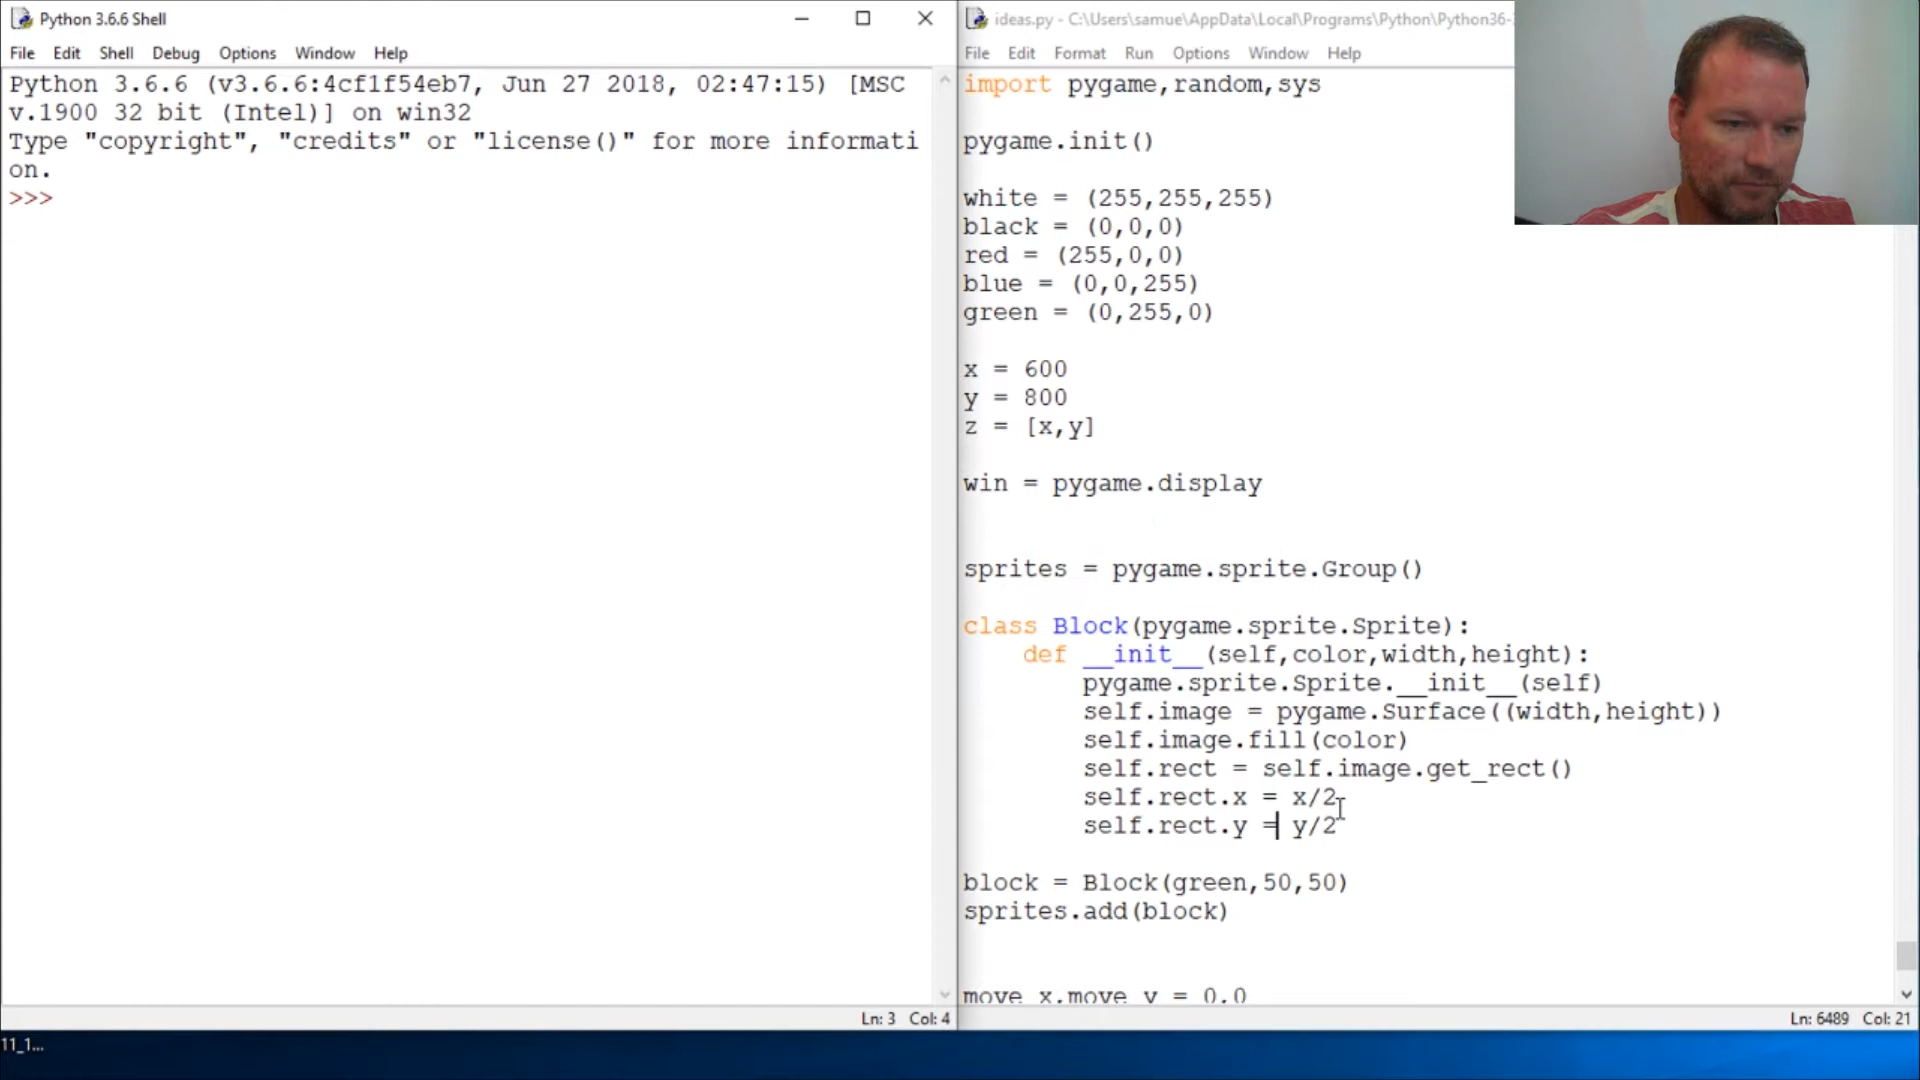 Python 3.6.6 Shell
File Edit Shell Debug Options Window Help
Python 3.6.6 (v3.6.6:4cf1f54eb7, Jun 27 2018, 02:47:15) [MSC
v.1900 32 bit (Intel)] on win32
Type "copyright", "credits" or "license()" for more informati
on.
>>>
Ln: 3 Col: 4
ideas.py - C:\Users\samue\AppData\Local\Programs\Python\Python36-
File Edit Format Run Options Window Help
import pygame,random,sys
pygame.init()
white = (255,255,255)
black = (0,0,0)
red = (255,0,0)
blue = (0,0,255)
green = (0,255,0)
x = 600
y = 800
z = [x,y]
win = pygame.display
sprites = pygame.sprite.Group()
class Block(pygame.sprite.Sprite):
def __init__(self,color,width,height):
pygame.sprite.Sprite.__init__(self)
self.image = pygame.Surface((width,height))
self.image.fill(color)
self.rect = self.image.get_rect()
self.rect.x = x/2
self.rect.y = y/2
block = Block(green,50,50)
sprites.add(block)
move_x,move_y = 0,0
Ln: 6489 Col: 21
11_1...